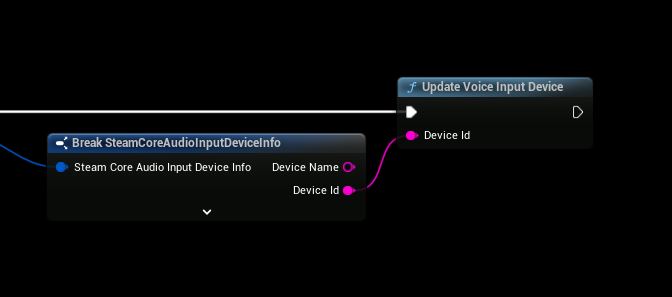 Update Voice Input Device
Device Id
Break SteamCoreAudioInputDeviceInfo
Steam Core Audio Input Device Info
Device Name
Device Id